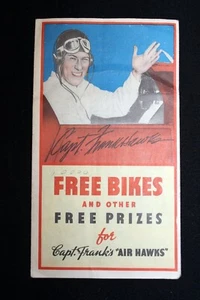 Capt. Frank Hawks
FREE BIKES
AND OTHER
FREE PRIZES
for
Capt. Frank's "AIR HAWKS"